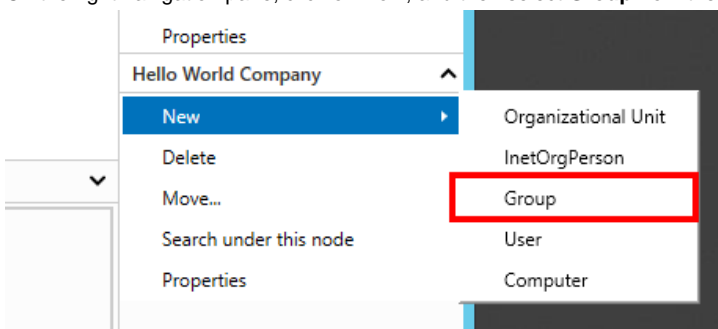 Properties
Hello World Company
New
Organizational Unit
Delete
InetOrgPerson
Move...
Group
Search under this node
User
Properties
Computer